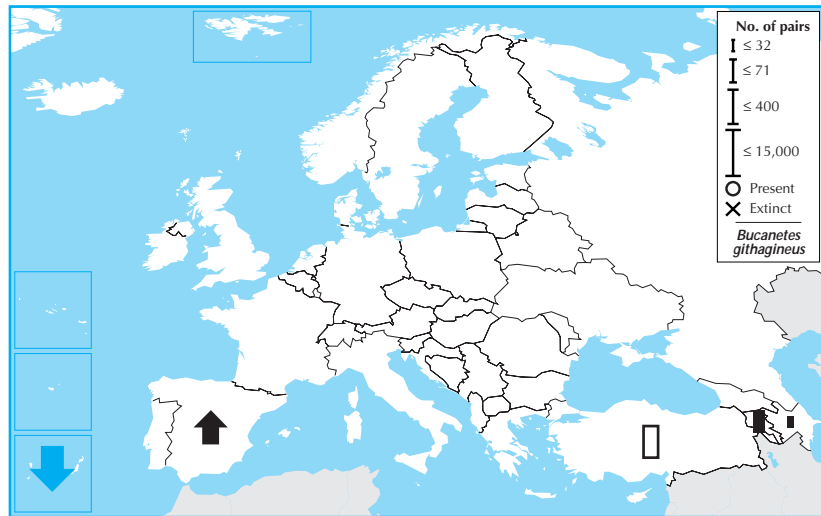 No. of pairs
≤ 32
≤ 71
≤ 400
≤ 15,000
Present
Extinct
Bucanetes
githagineus